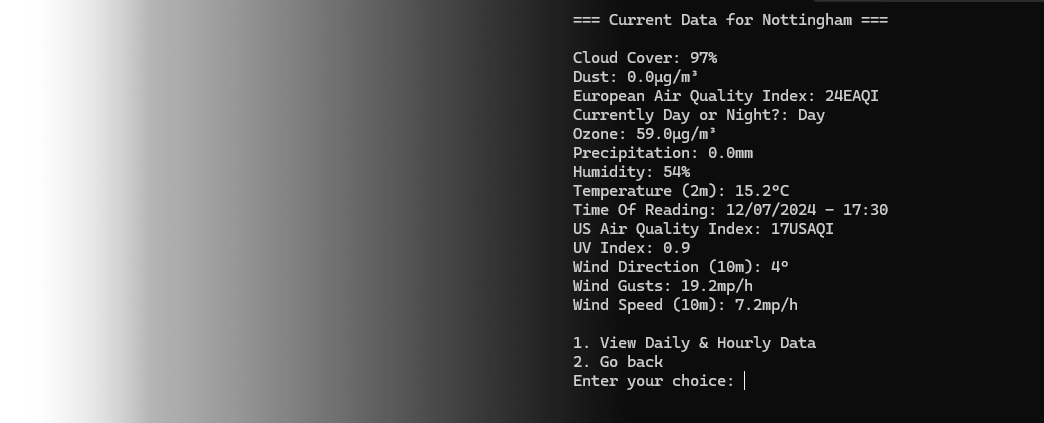 === Current Data for Nottingham ===
Cloud Cover: 97%
Dust: 0.0μg/m³
European Air Quality Index: 24EAQI
Currently Day or Night?: Day
Ozone: 59.0μg/m³
Precipitation: 0.0mm
Humidity: 54%
Temperature (2m): 15.2°C
Time Of Reading: 12/07/2024 - 17:30
US Air Quality Index: 17USAQI
UV Index: 0.9
Wind Direction (10m): 4°
Wind Gusts: 19.2mp/h
Wind Speed (10m): 7.2mp/h
1. View Daily & Hourly Data
2. Go back
Enter your choice: